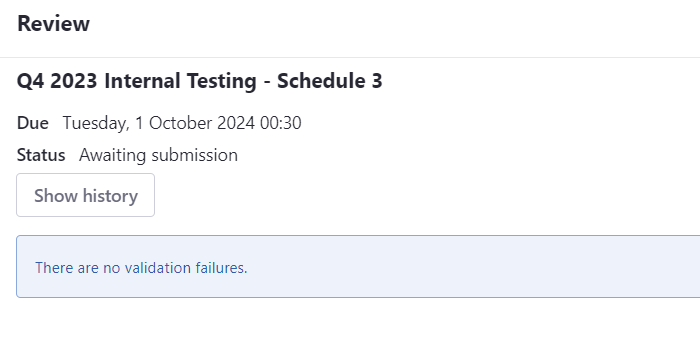 Review
Q4 2023 Internal Testing - Schedule 3
Due Tuesday, 1 October 2024 00:30
Status Awaiting submission
Show history
There are no validation failures.